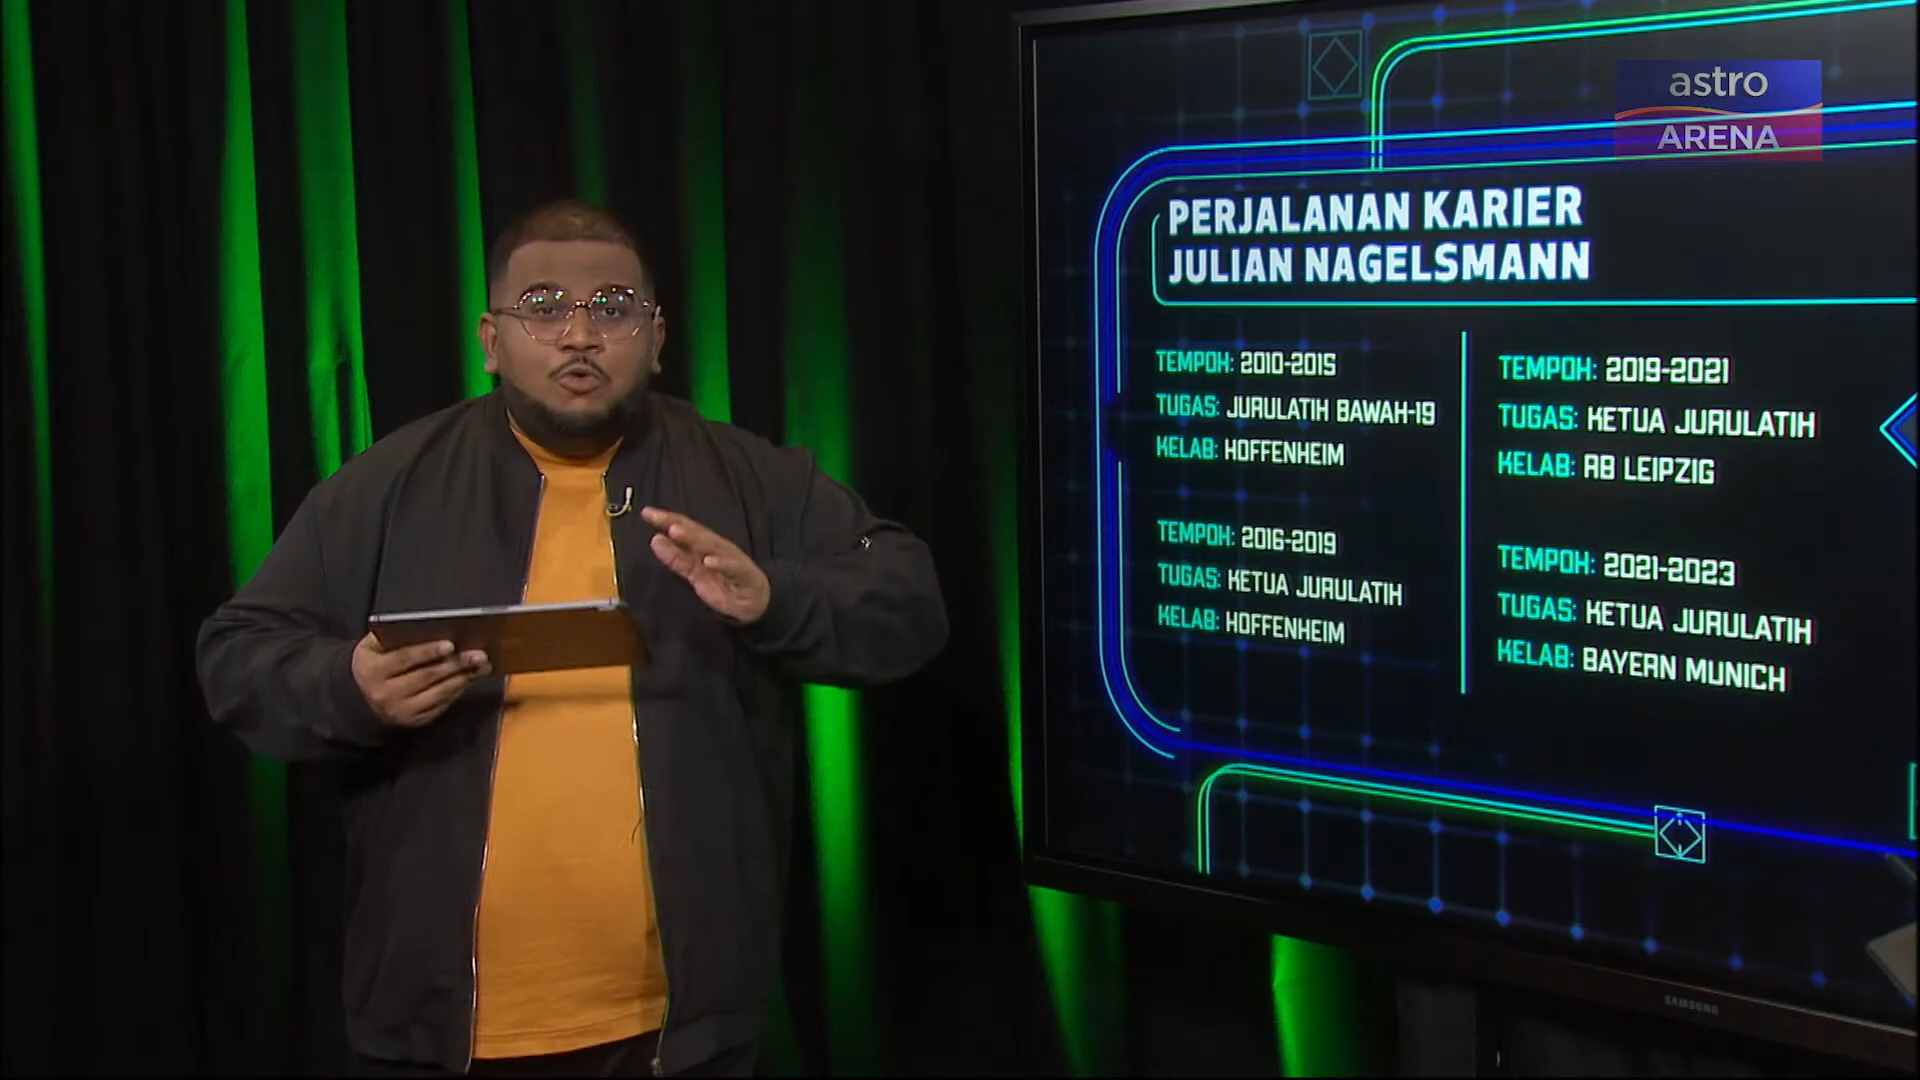 astro
ARENA
PERJALANAN KARIER
JULIAN NAGELSMANN
TEMPOH: 2010-2015
TUGAS: JURULATIH BAWAH-19
KELAB: HOFFENHEIM
TEMPOH: 2016-2019
TUGAS: KETUA JURULATIH
KELAB: HOFFENHEIM
TEMPOH: 2019-2021
TUGAS: KETUA JURULATIH
KELAB: RB LEIPZIG
TEMPOH: 2021-2023
TUGAS: KETUA JURULATIH
KELAB: BAYERN MUNICH
SAMSUNG